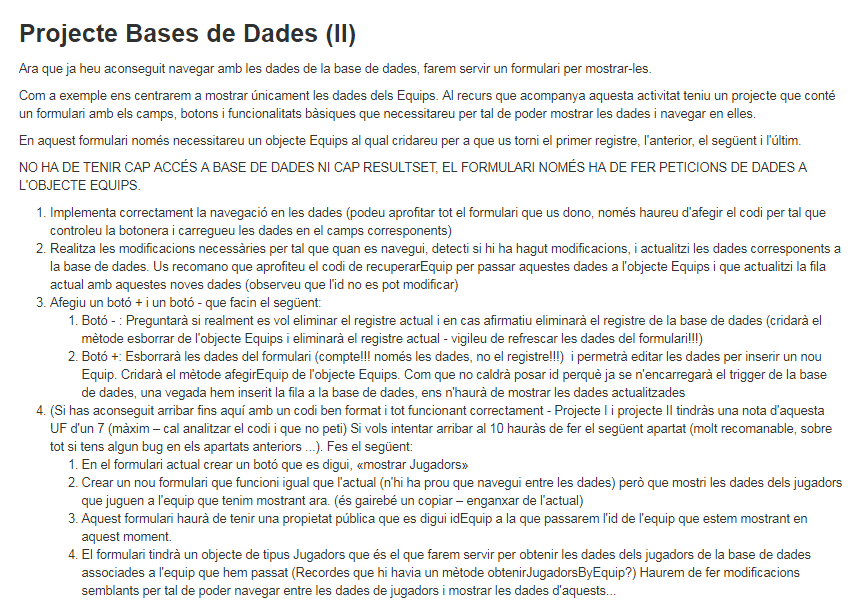 Projecte Bases de Dades (II)
Ara que ja heu aconseguit navegar amb les dades de la base de dades, farem servir un formulari per mostrar-les.
Com a exemple ens centrarem a mostrar únicament les dades dels Equips. Al recurs que acompanya aquesta activitat teniu un projecte que conté
un formulari amb els camps, botons i funcionalitats bàsiques que necessitareu per tal de poder mostrar les dades i navegar en elles.
En aquest formulari només necessitareu un objecte Equips al qual cridareu per a que us torni el primer registre, l'anterior, el següent i l'últim.
NO HA DE TENIR CAP ACCÉS A BASE DE DADES NI CAP RESULTSET, EL FORMULARI NOMÉS HA DE FER PETICIONS DE DADES A
L'OBJECTE EQUIPS.
1. Implementa correctament la navegació en les dades (podeu aprofitar tot el formulari que us dono, només haureu d'afegir el codi per tal que
controleu la botonera i carregueu les dades en el camps corresponents)
2. Realitza les modificacions necessàries per tal que quan es navegui, detecti si hi ha hagut modificacions, i actualitzi les dades corresponents a
la base de dades. Us recomano que aprofiteu el codi de recuperarEquip per passar aquestes dades a l'objecte Equips i que actualitzi la fila
actual amb aquestes noves dades (observeu que l'id no es pot modificar)
3. Afegiu un botó + i un botó - que facin el següent:
1. Botó - : Preguntarà si realment es vol eliminar el registre actual i en cas afirmatiu eliminarà el registre de la base de dades (cridarà el
mètode esborrar de l'objecte Equips i eliminarà el registre actual - vigileu de refrescar les dades del formulari!!!)
2. Botó +: Esborrarà les dades del formulari (compte!!! només les dades, no el registre!!!)  i permetrà editar les dades per inserir un nou
Equip. Cridarà el mètode afegirEquip de l'objecte Equips. Com que no caldrà posar id perquè ja se n'encarregarà el trigger de la base
de dades, una vegada hem inserit la fila a la base de dades, ens n'haurà de mostrar les dades actualitzades
4. (Si has aconseguit arribar fins aquí amb un codi ben format i tot funcionant correctament - Projecte I i projecte II tindràs una nota d'aquesta
UF d'un 7 (màxim – cal analitzar el codi i que no peti) Si vols intentar arribar al 10 hauràs de fer el següent apartat (molt recomanable, sobre
tot si tens algun bug en els apartats anteriors ...). Fes el següent:
1. En el formulari actual crear un botó que es digui, «mostrar Jugadors»
2. Crear un nou formulari que funcioni igual que l'actual (n'hi ha prou que navegui entre les dades) però que mostri les dades dels jugadors
que juguen a l'equip que tenim mostrant ara. (és gairebé un copiar – enganxar de l'actual)
3. Aquest formulari haurà de tenir una propietat pública que es digui idEquip a la que passarem l'id de l'equip que estem mostrant en
aquest moment.
4. El formulari tindrà un objecte de tipus Jugadors que és el que farem servir per obtenir les dades dels jugadors de la base de dades
associades a l'equip que hem passat (Recordes que hi havia un mètode obtenirJugadorsByEquip?) Haurem de fer modificacions
semblants per tal de poder navegar entre les dades de jugadors i mostrar les dades d'aquests...